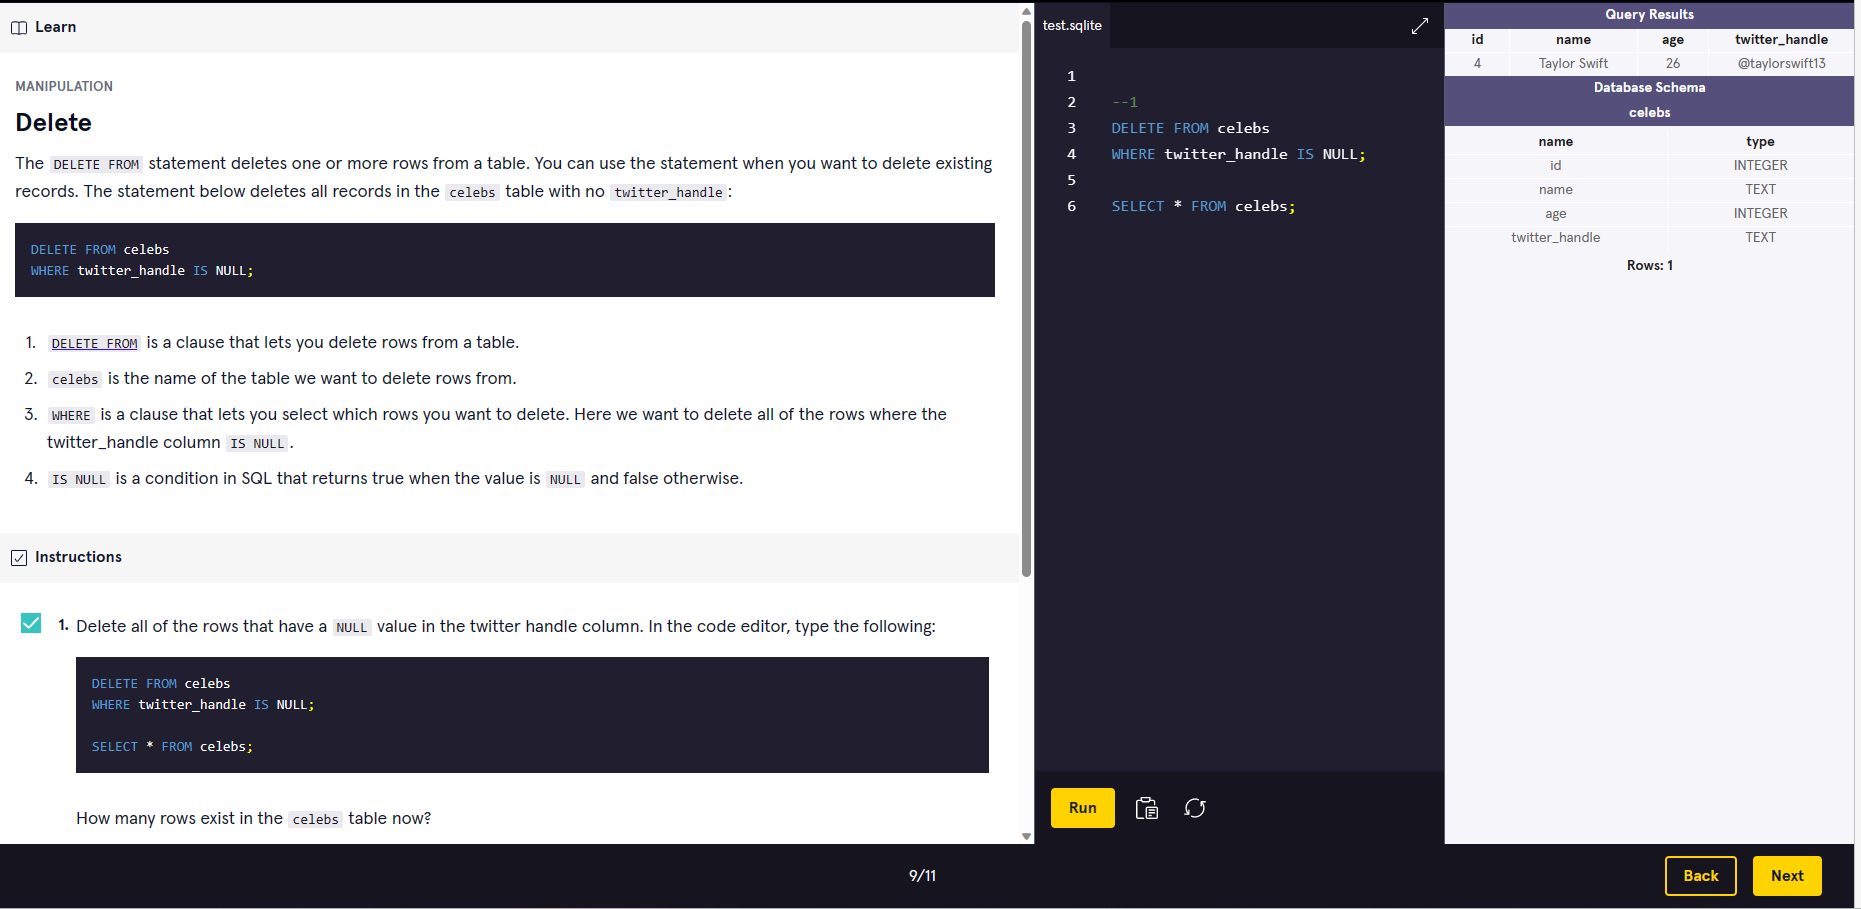 Learn
MANIPULATION
Delete
The DELETE FROM statement deletes one or more rows from a table. You can use the statement when you want to delete existing
records. The statement below deletes all records in the celebs table with no twitter_handle:
DELETE FROM celebs
WHERE twitter_handle IS NULL;
1. DELETE FROM is a clause that lets you delete rows from a table.
2. celebs is the name of the table we want to delete rows from.
3. WHERE is a clause that lets you select which rows you want to delete. Here we want to delete all of the rows where the
twitter_handle column IS NULL.
4. IS NULL is a condition in SQL that returns true when the value is NULL and false otherwise.
Instructions
1. Delete all of the rows that have a NULL value in the twitter handle column. In the code editor, type the following:
DELETE FROM celebs
WHERE twitter_handle IS NULL;
SELECT * FROM celebs;
How many rows exist in the celebs table now?
test.sqlite
1
2 --1
3 DELETE FROM celebs
4 WHERE twitter_handle IS NULL;
5
6 SELECT * FROM celebs;
Run
Query Results
id name age twitter_handle
4 Taylor Swift 26 @taylorswift13
Database Schema
celebs
name type
id INTEGER
name TEXT
age INTEGER
twitter_handle TEXT
Rows: 1
9/11
Back
Next